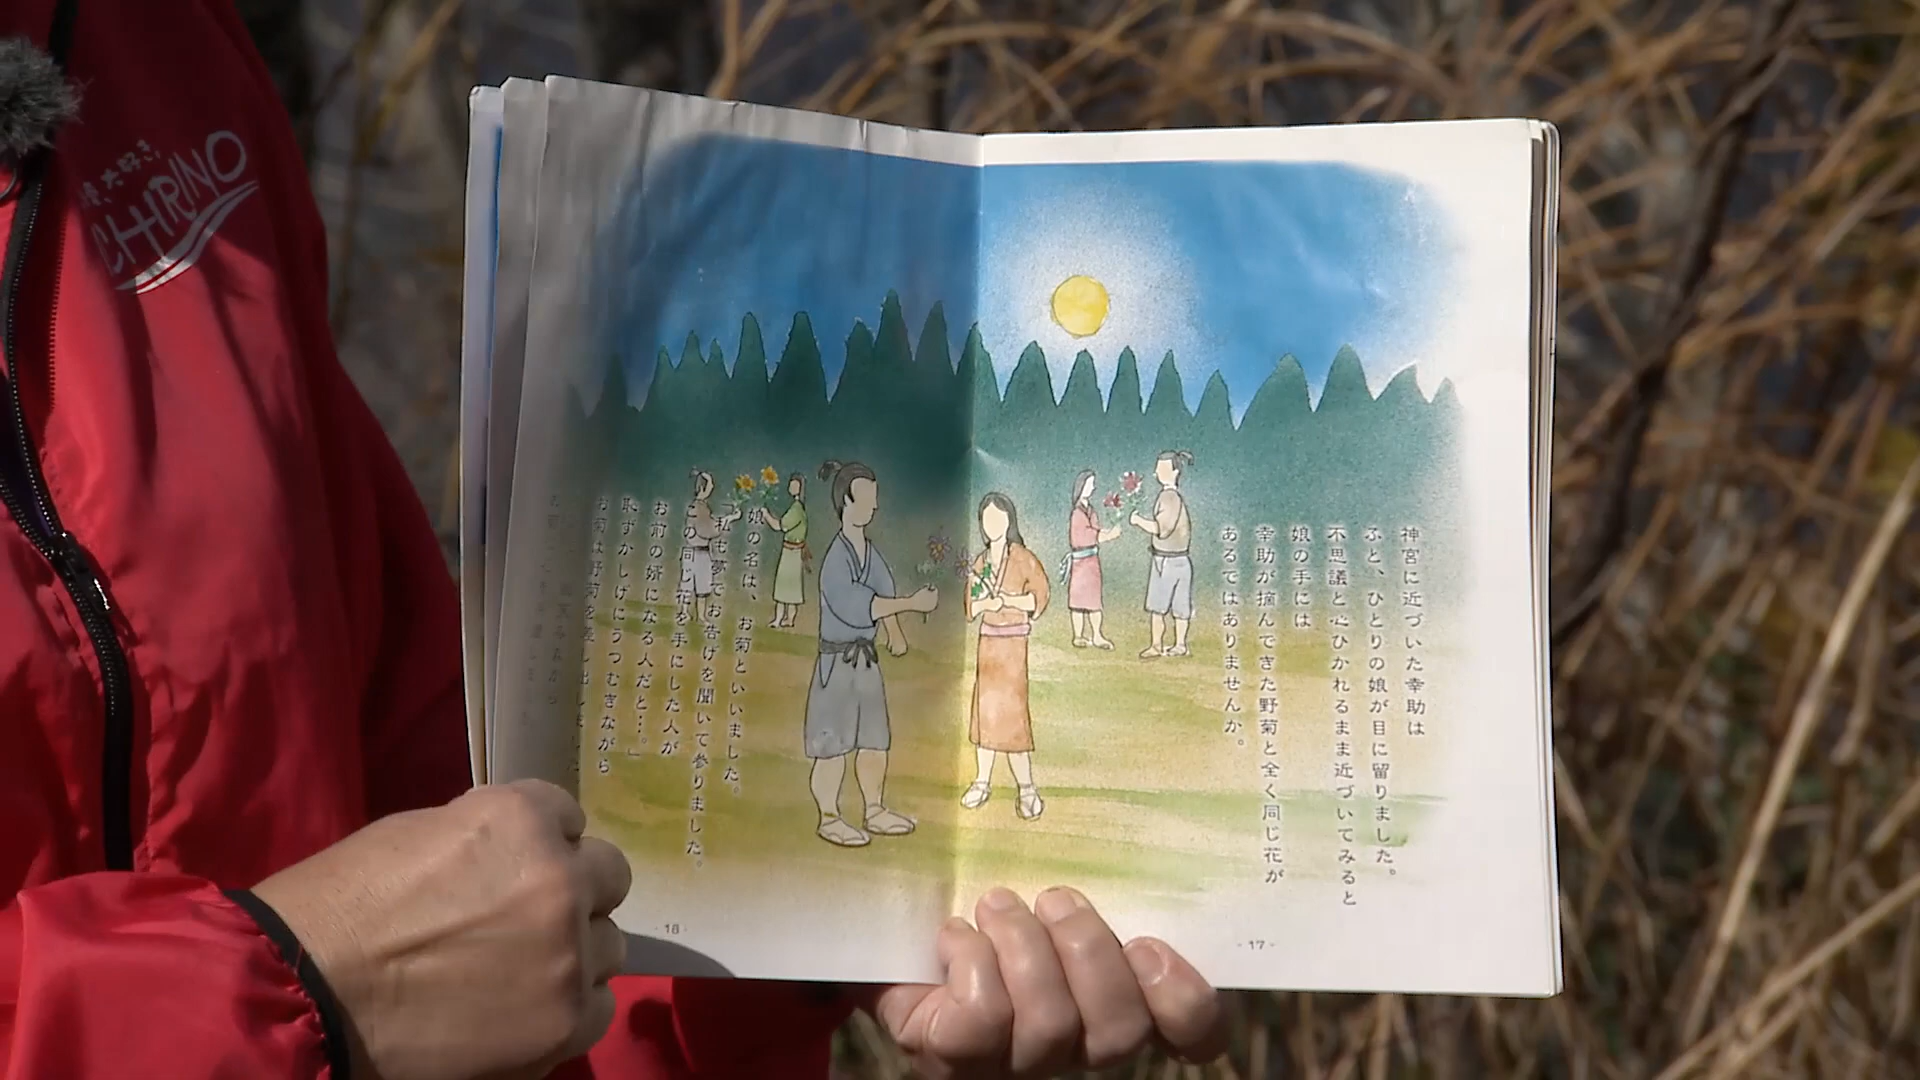 大好き
ICHIRINO
神宮に近づいた幸助は
ふと、ひとりの娘が目に留りました。
不思議と心ひかれるまま近づいてみると
娘の手には
幸助が摘んできた野菊と全く同じ花が
あるではありませんか。
- 17 -
娘の名は、お菊といいました。
「私も夢でお告げを聞いて参りました。
この同じ花を手にした人が
お前の婿になる人だと…。」
恥ずかしげにうつむきながら
お菊は野菊を差し出しました
- 18 -